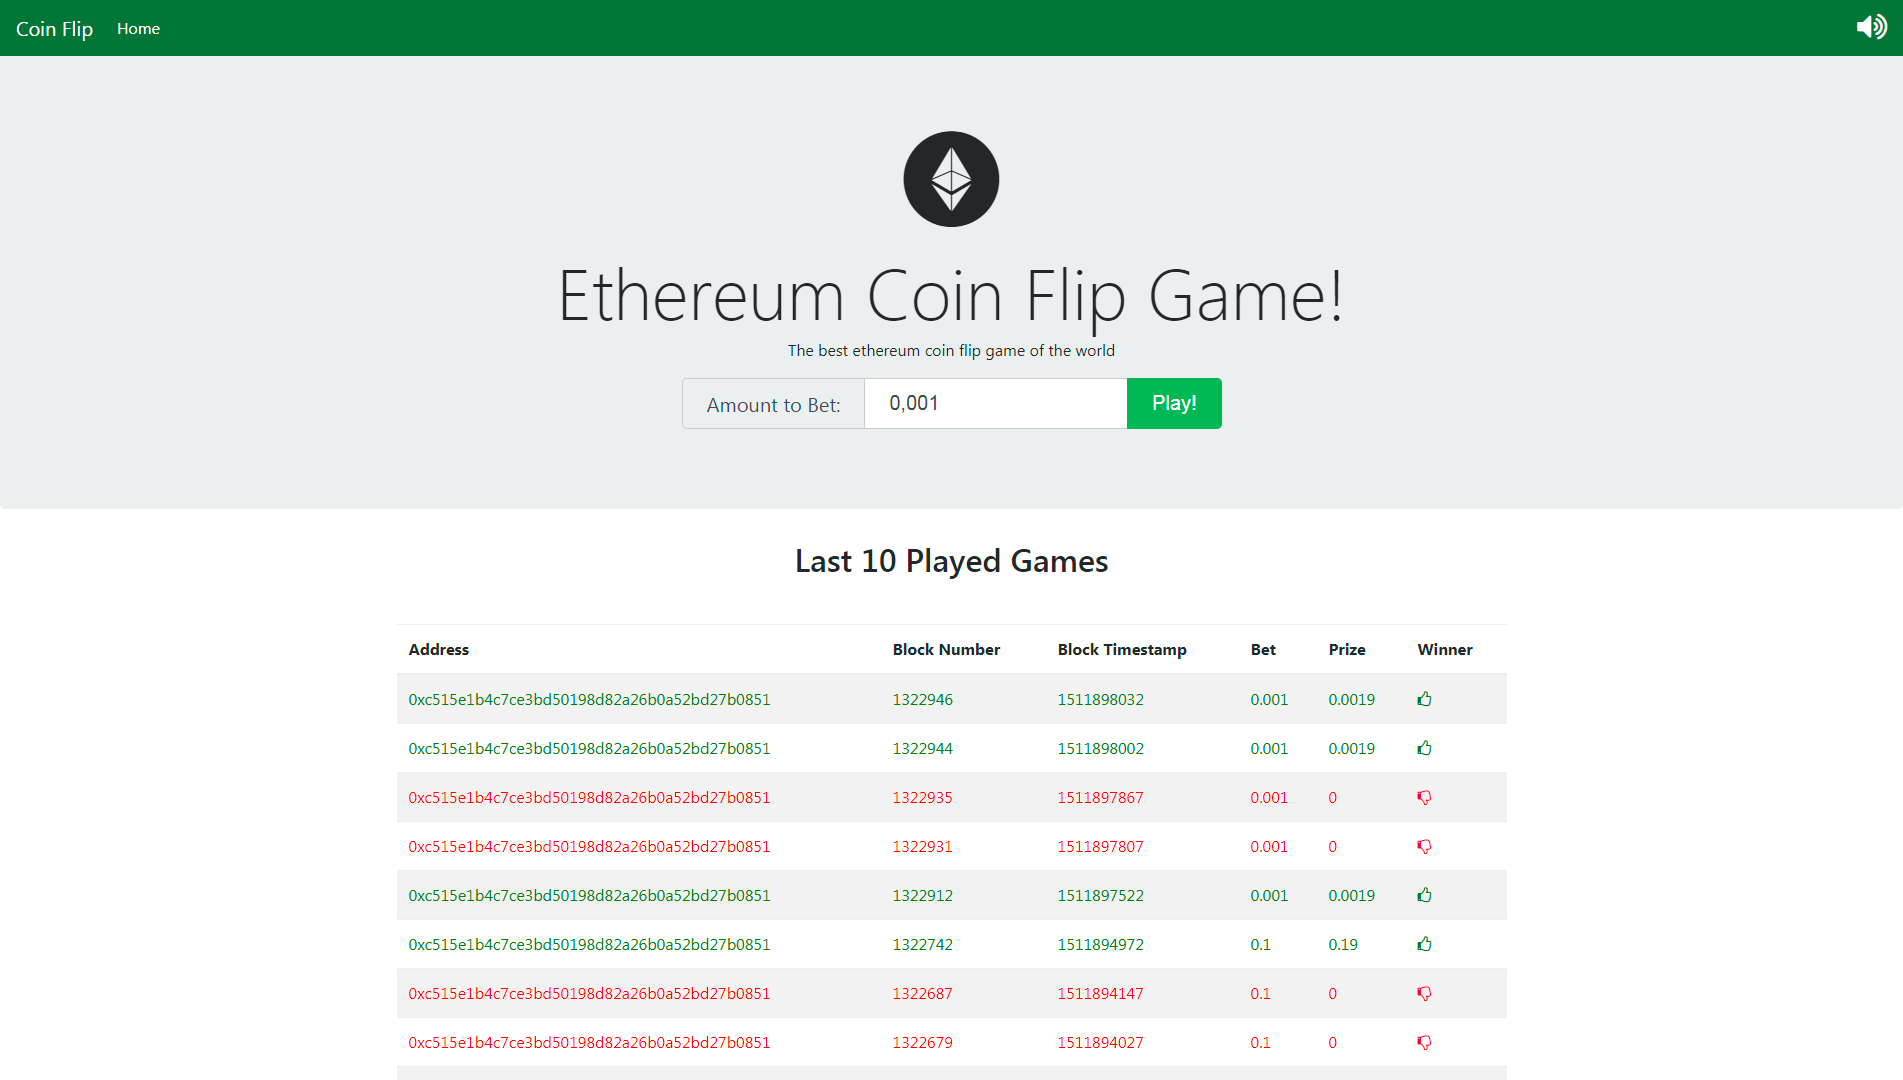 Coin Flip Home
Ethereum Coin Flip Game!
The best ethereum coin flip game of the world
Amount to Bet: 0,001 Play!
Last 10 Played Games
Address Block Number Block Timestamp Bet Prize Winner
0xc515e1b4c7ce3bd50198d82a26b0a52bd27b0851 1322946 1511898032 0.001 0.0019
0xc515e1b4c7ce3bd50198d82a26b0a52bd27b0851 1322944 1511898002 0.001 0.0019
0xc515e1b4c7ce3bd50198d82a26b0a52bd27b0851 1322935 1511897867 0.001 0
0xc515e1b4c7ce3bd50198d82a26b0a52bd27b0851 1322931 1511897807 0.001 0
0xc515e1b4c7ce3bd50198d82a26b0a52bd27b0851 1322912 1511897522 0.001 0.0019
0xc515e1b4c7ce3bd50198d82a26b0a52bd27b0851 1322742 1511894972 0.1 0.19
0xc515e1b4c7ce3bd50198d82a26b0a52bd27b0851 1322687 1511894147 0.1 0
0xc515e1b4c7ce3bd50198d82a26b0a52bd27b0851 1322679 1511894027 0.1 0